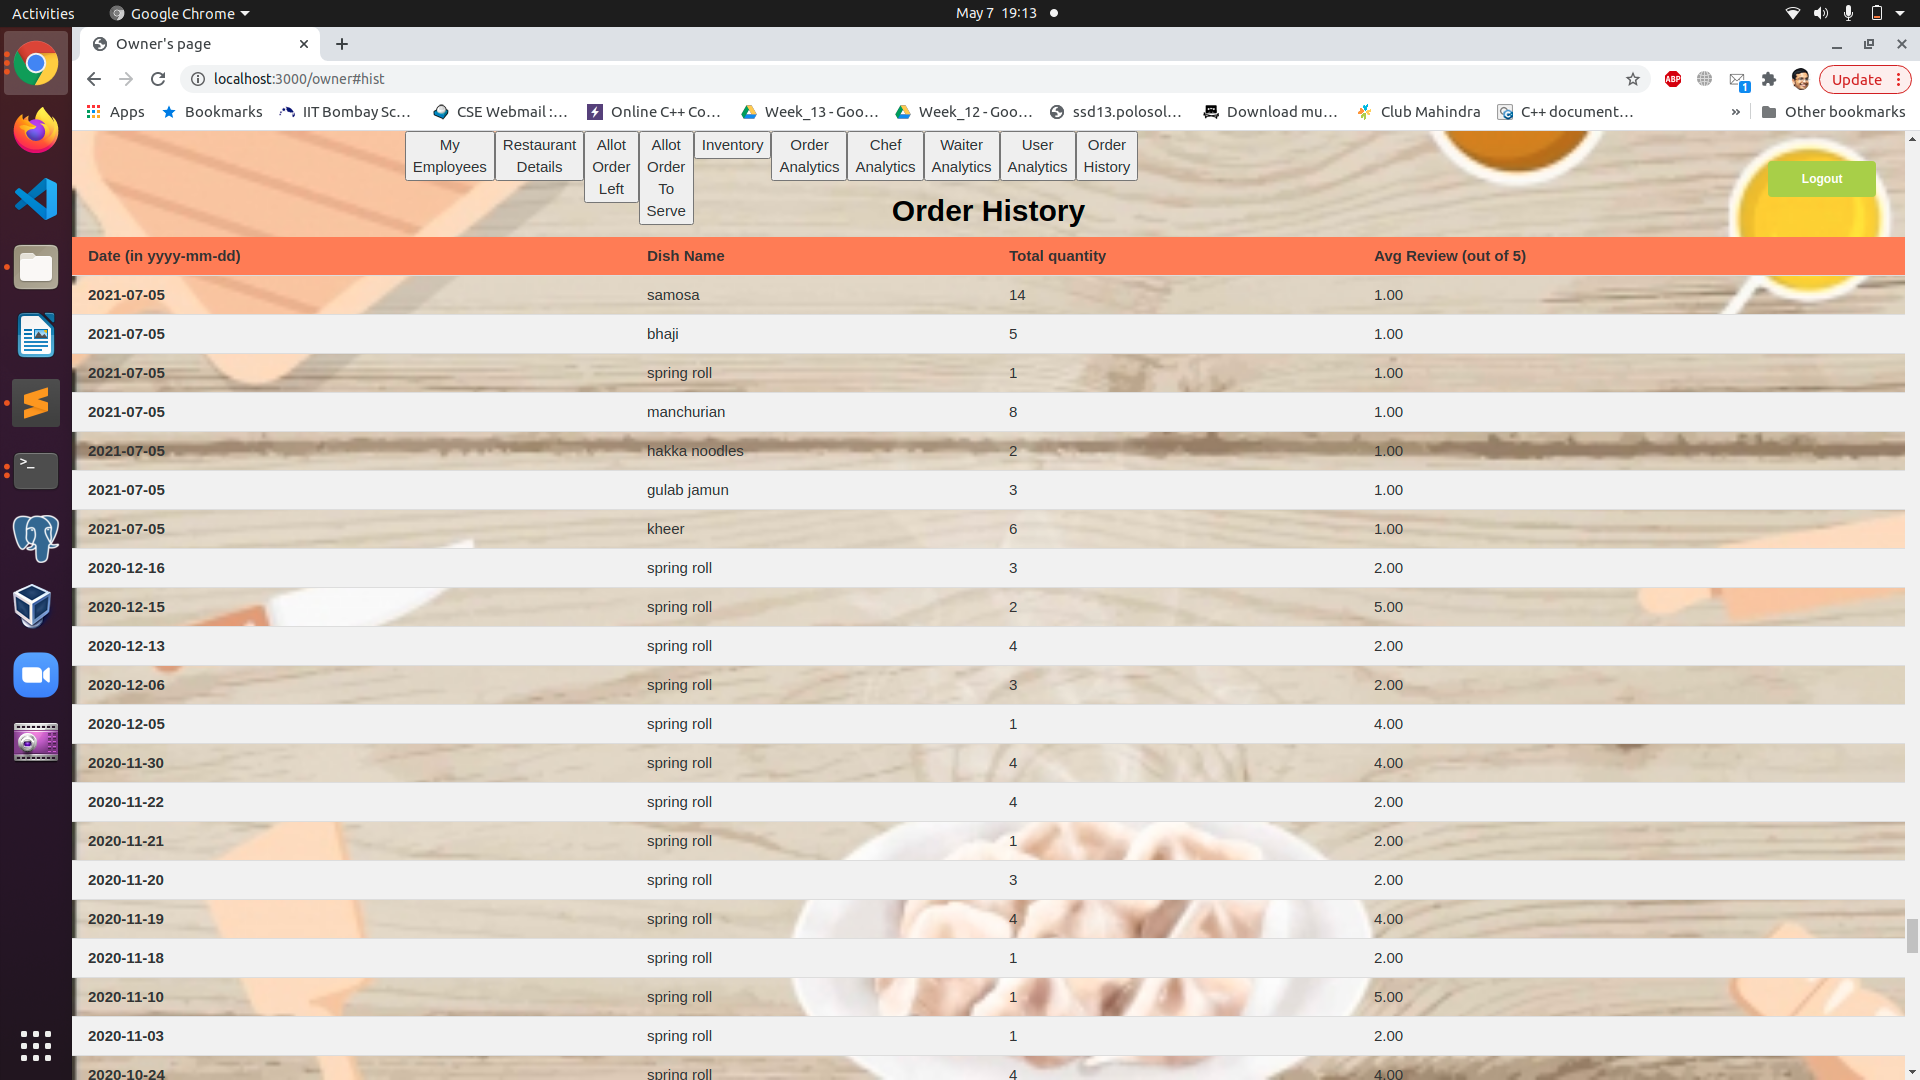 Activities Google Chrome May 7 19:13
Owner's page
localhost:3000/owner#hist ABP 1 Update
Apps Bookmarks IIT Bombay Sc... CSE Webmail :... Online C++ Co... Week_13 - Goo... Week_12 - Goo... ssd13.polosol... Download mu... Club Mahindra C++ document... » Other bookmarks
My Employees
Restaurant Details
Allot Order Left
Allot Order To Serve
Inventory
Order Analytics
Chef Analytics
Waiter Analytics
User Analytics
Order History
Logout
Order History
Date (in yyyy-mm-dd) Dish Name Total quantity Avg Review (out of 5)
2021-07-05 samosa 14 1.00
2021-07-05 bhaji 5 1.00
2021-07-05 spring roll 1 1.00
2021-07-05 manchurian 8 1.00
2021-07-05 hakka noodles 2 1.00
2021-07-05 gulab jamun 3 1.00
2021-07-05 kheer 6 1.00
2020-12-16 spring roll 3 2.00
2020-12-15 spring roll 2 5.00
2020-12-13 spring roll 4 2.00
2020-12-06 spring roll 3 2.00
2020-12-05 spring roll 1 4.00
2020-11-30 spring roll 4 4.00
2020-11-22 spring roll 4 2.00
2020-11-21 spring roll 1 2.00
2020-11-20 spring roll 3 2.00
2020-11-19 spring roll 4 4.00
2020-11-18 spring roll 1 2.00
2020-11-10 spring roll 1 5.00
2020-11-03 spring roll 1 2.00
2020-10-24 spring roll 4 4.00